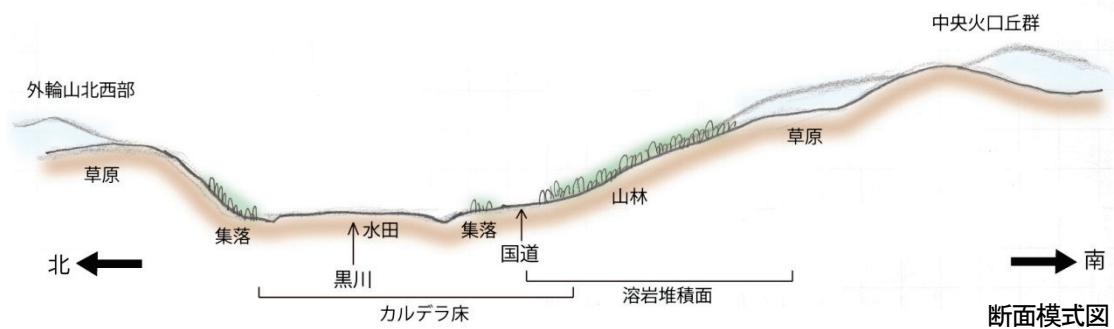 中央火口丘群
外輪山北西部
草原
草原
山林
集落
水田
集落
国道
北
南
黒川
溶岩堆積面
カルデラ床
断面模式図